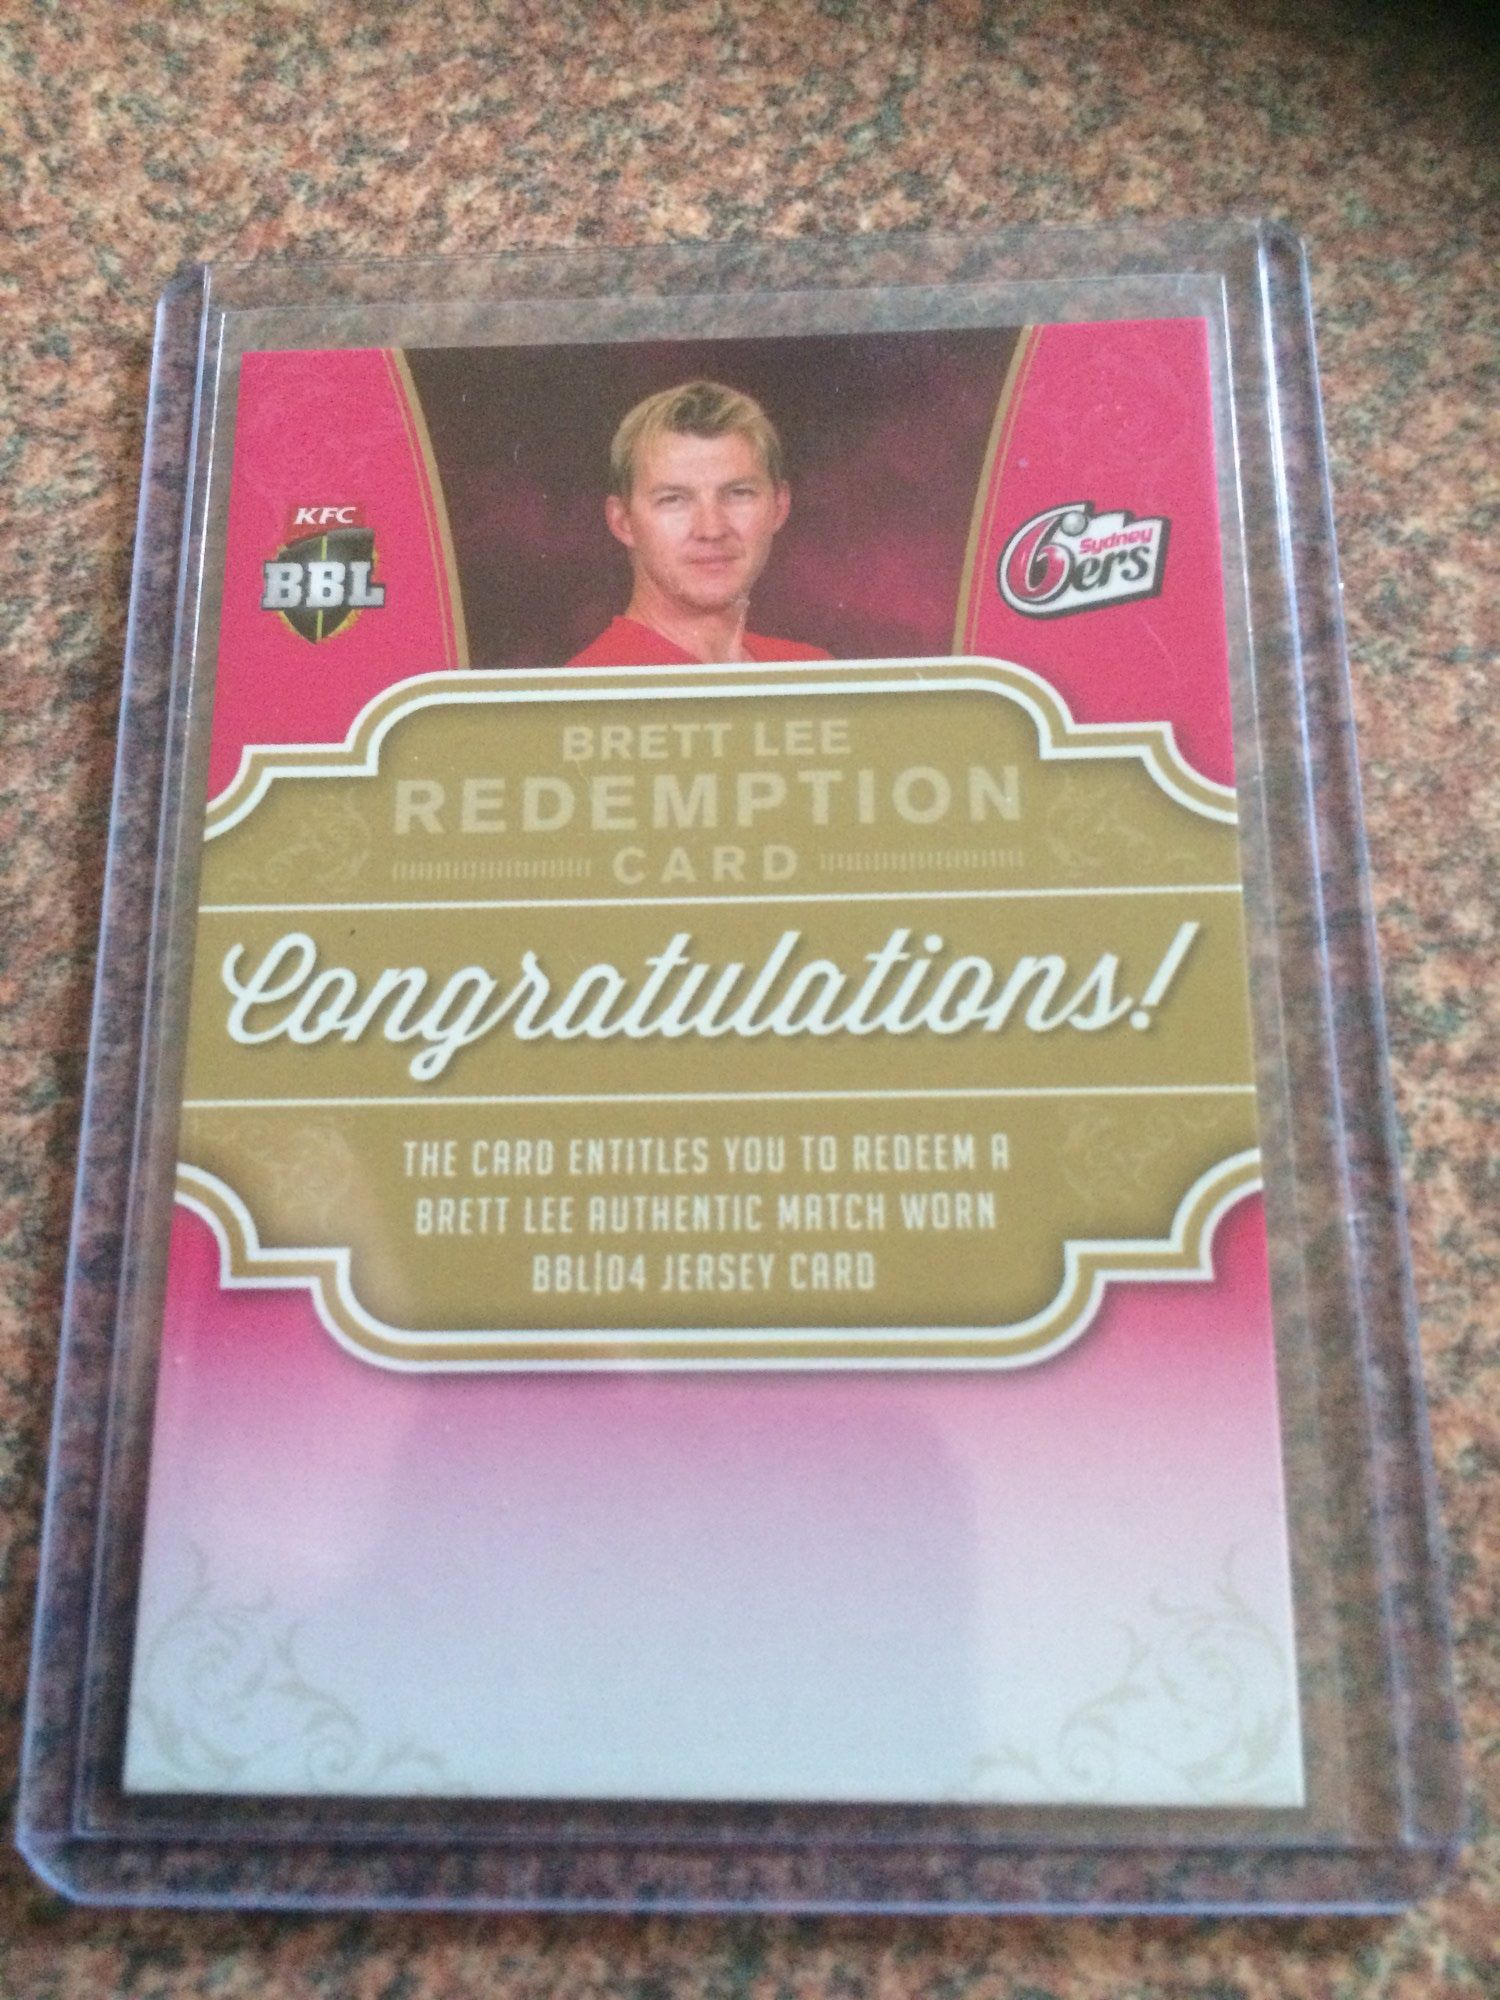 KFC
BBL
Sydney
6ers
BRETT LEE
REDEMPTION
CARD
Congratulations!
THE CARD ENTITLES YOU TO REDEEM A
BRETT LEE AUTHENTIC MATCH WORN
BBL|04 JERSEY CARD